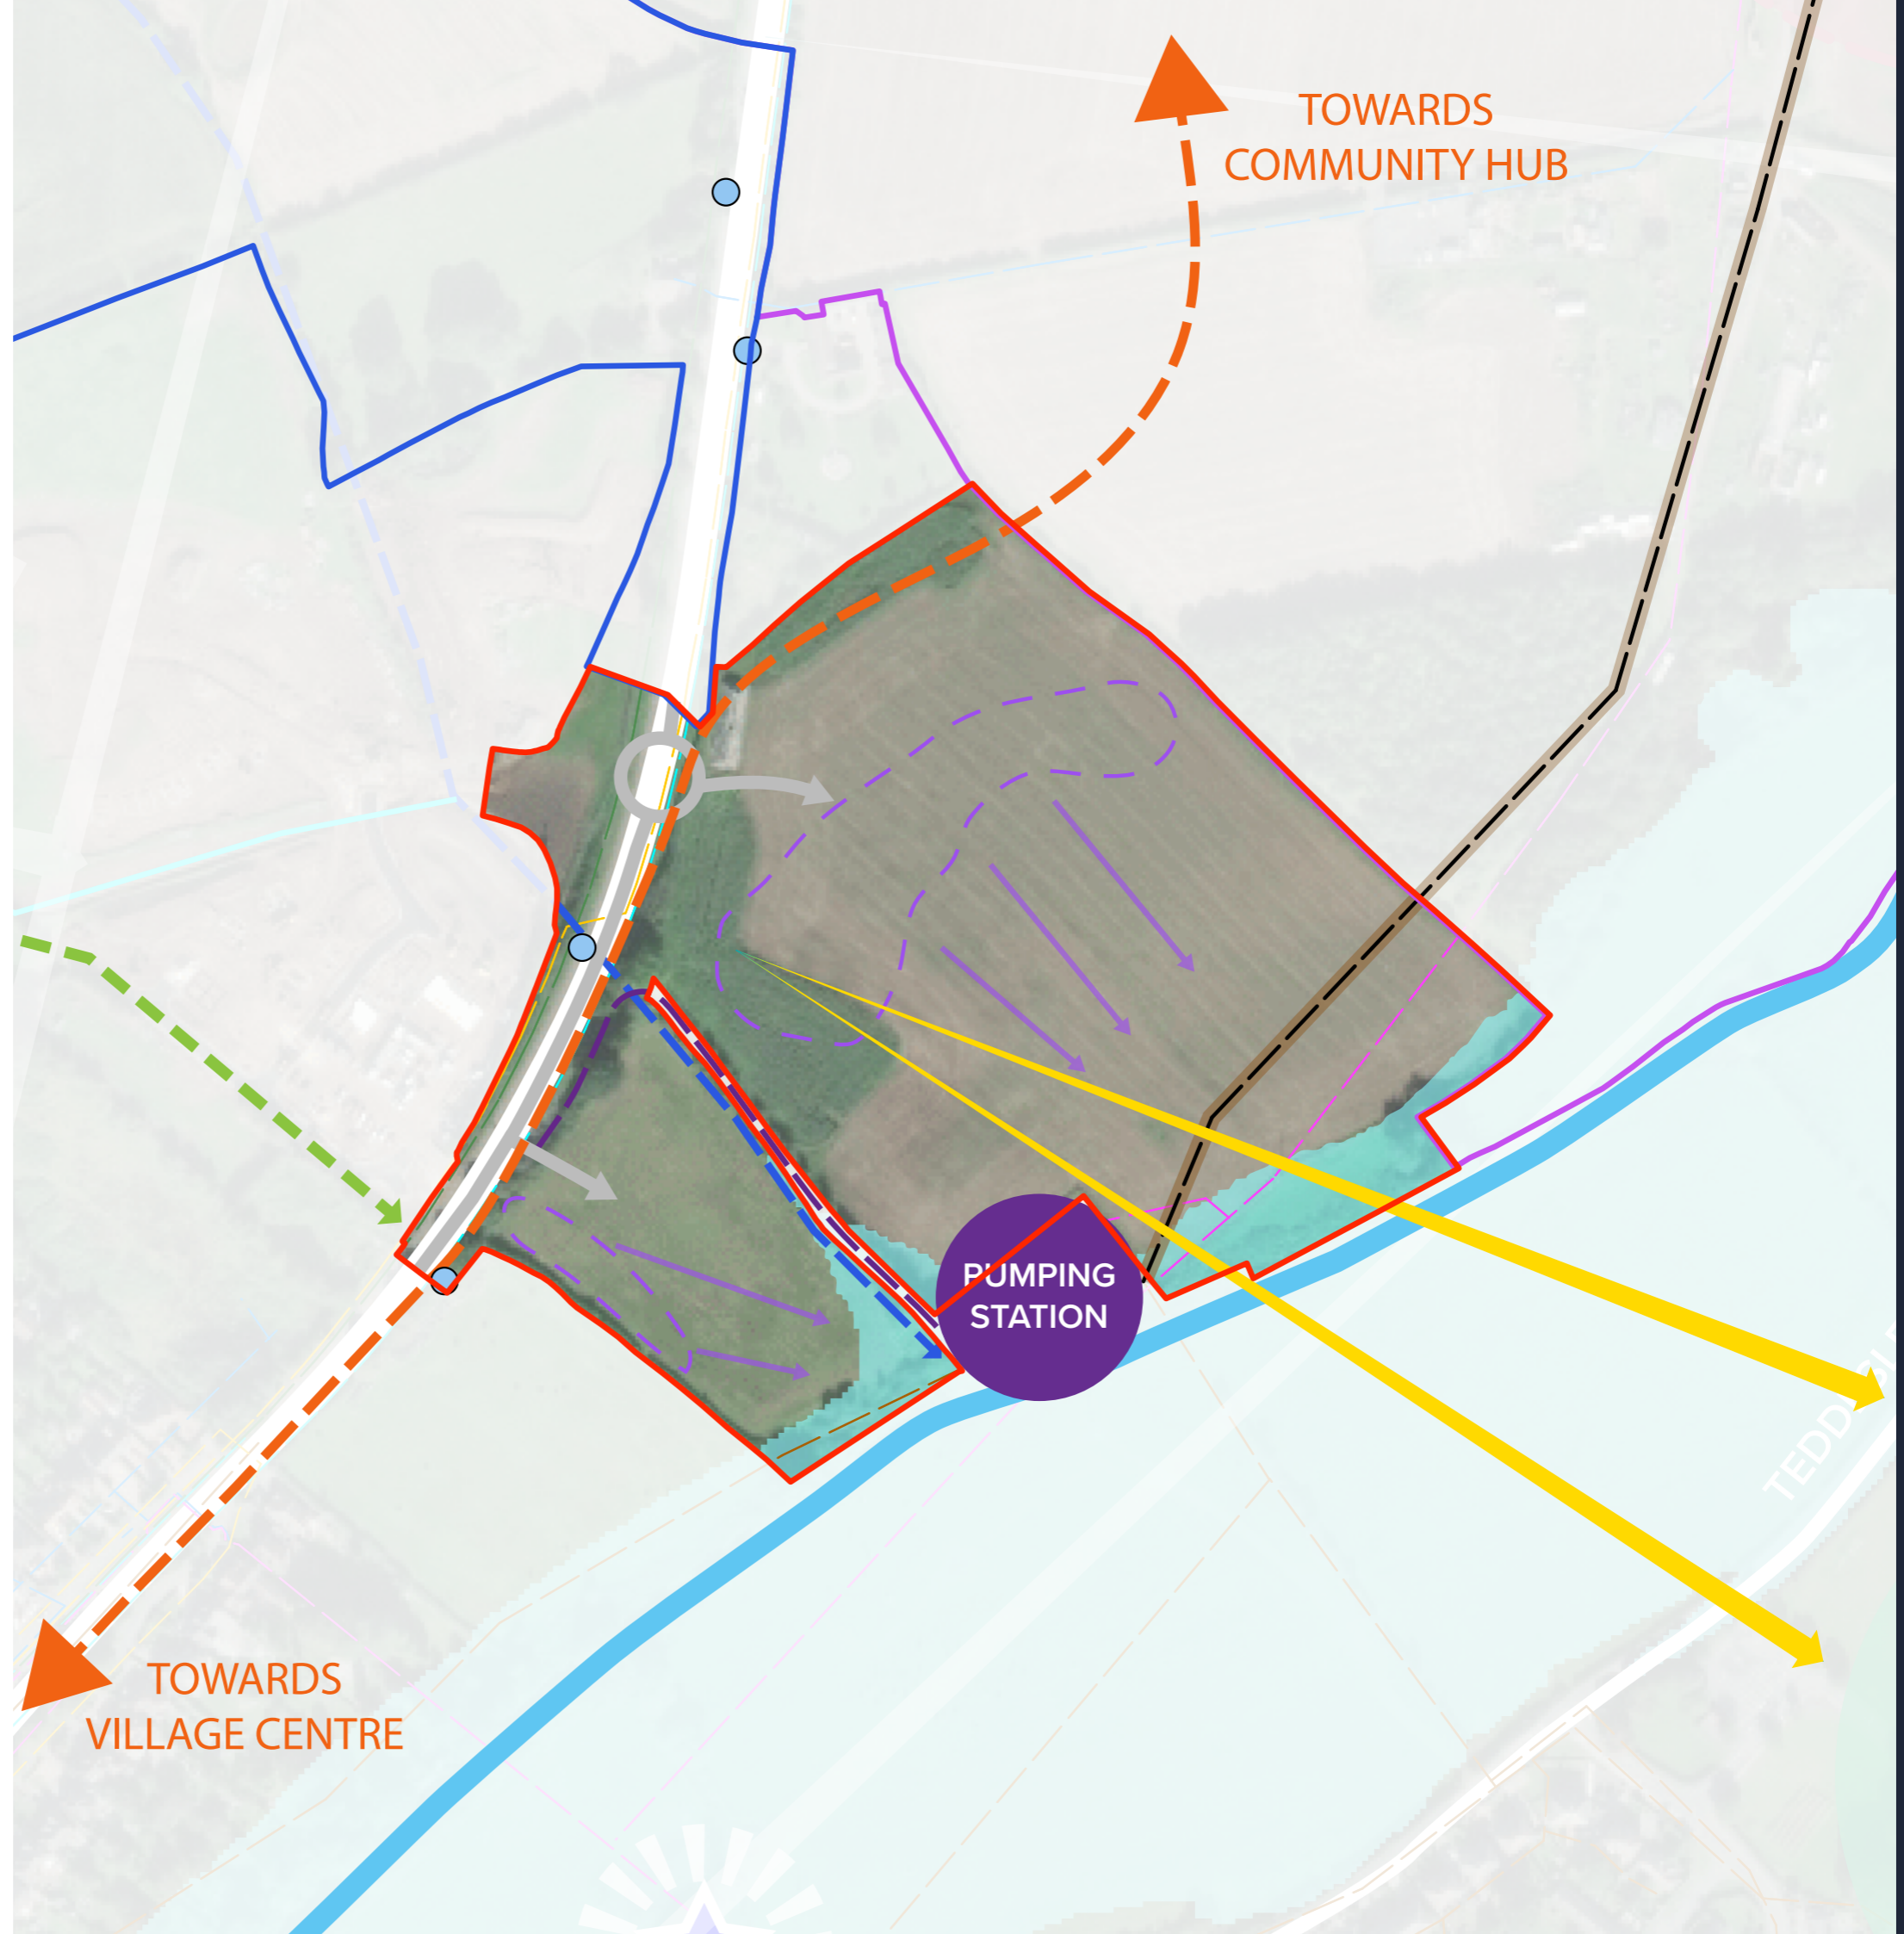 TOWARDS
COMMUNITY HUB
PUMPING
STATION
TOWARDS
VILLAGE CENTRE